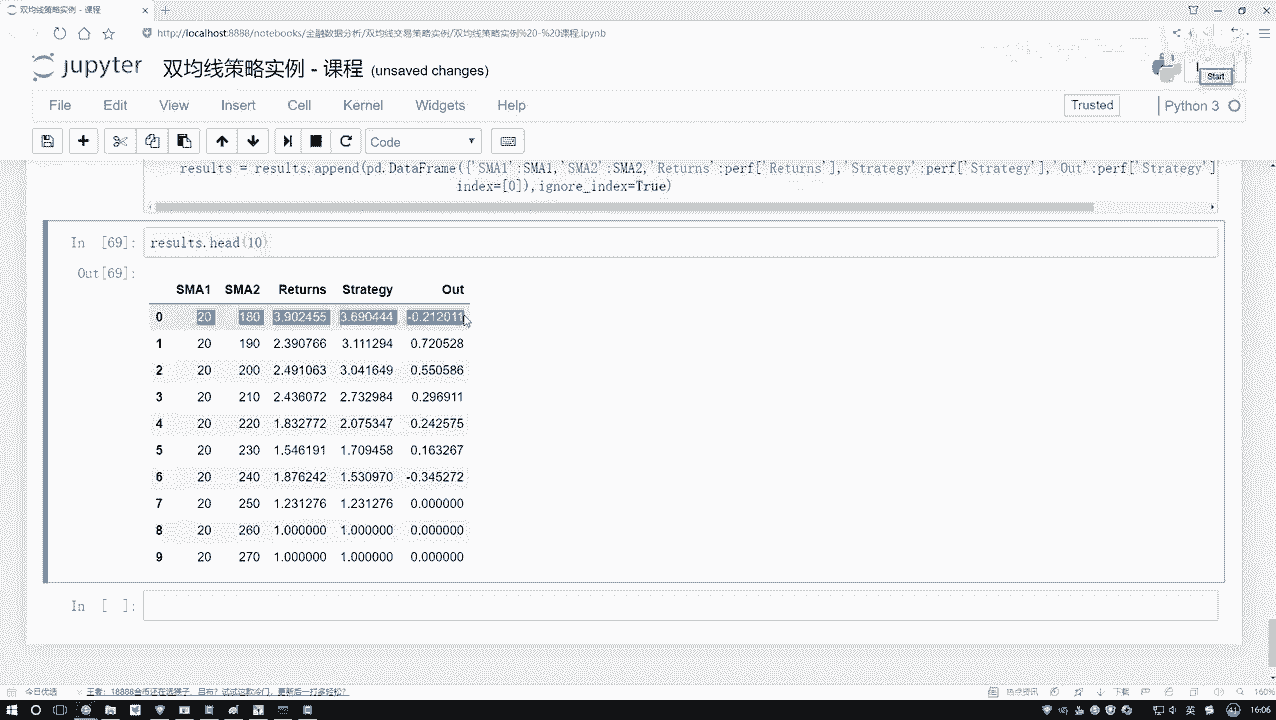 双均线策略实例 - 课程
http://localhost:8888/notebooks/金融数据分析/双均线交易策略实例/双均线策略实例%20-%20课程.ipynb
jupyter 双均线策略实例 - 课程 (unsaved changes)
Start
File Edit View Insert Cell Kernel Widgets Help Trusted Python 3
Code
results = results.append(pd.DataFrame({'SMA1':SMA1,'SMA2':SMA2,'Returns':perf['Returns'],'Strategy':perf['Strategy'],'Out':perf['Strategy']
index=[0]),ignore_index=True)
In [69]: results.head(10)
Out[69]:
SMA1 SMA2 Returns Strategy Out
0 20 180 3.902455 3.690444 -0.212011
1 20 190 2.390766 3.111294 0.720528
2 20 200 2.491063 3.041649 0.550586
3 20 210 2.436072 2.732984 0.296911
4 20 220 1.832772 2.075347 0.242575
5 20 230 1.546191 1.709458 0.163267
6 20 240 1.876242 1.530970 -0.345272
7 20 250 1.231276 1.231276 0.000000
8 20 260 1.000000 1.000000 0.000000
9 20 270 1.000000 1.000000 0.000000
In [ ]:
今日优选 热点资讯 下载 160%
英 16:06